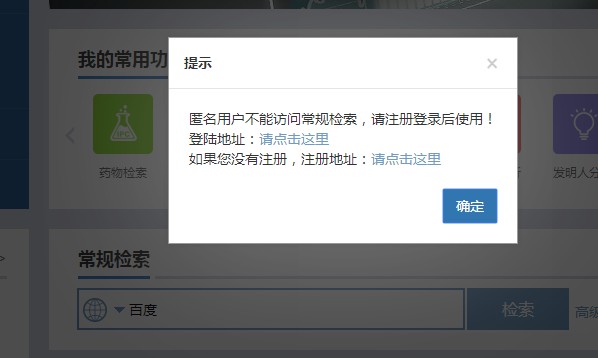 我的常用功
提示
×
匿名用户不能访问常规检索，请注册登录后使用！
登陆地址：请点击这里
如果您没有注册，注册地址：请点击这里
确定
药物检索
析
发明人分
>
常规检索
百度
检索
高级